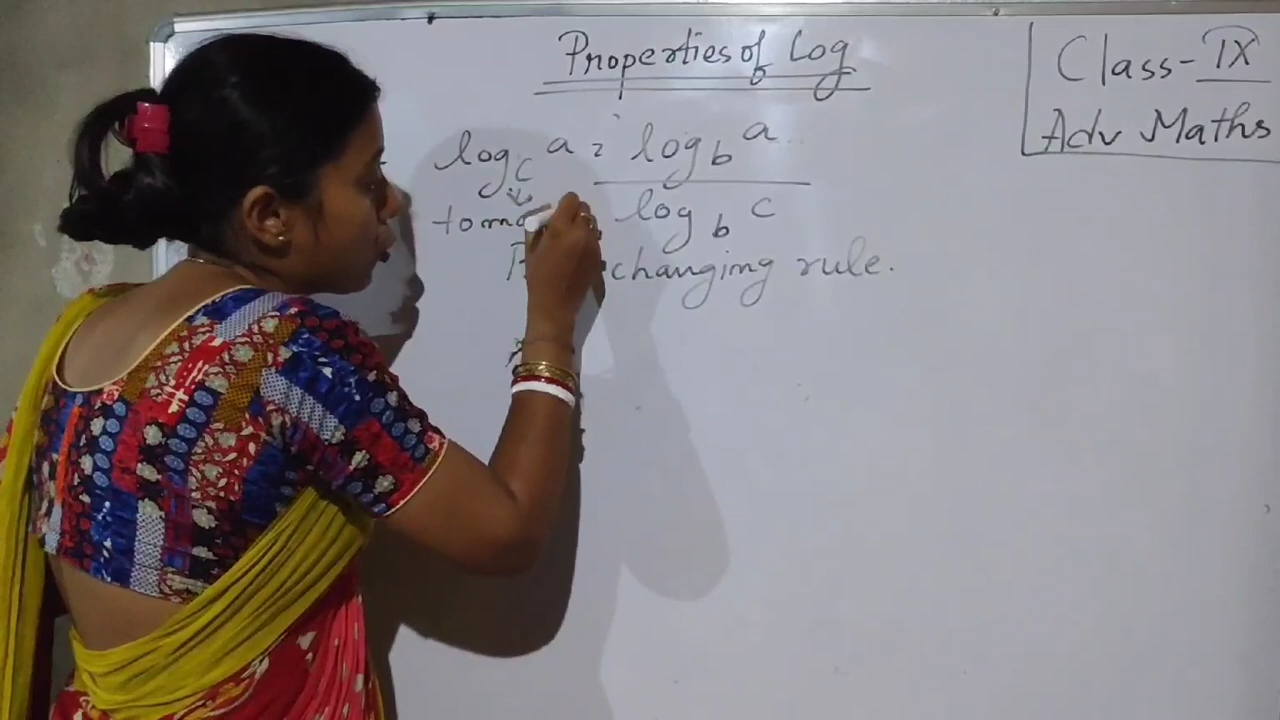 Properties of Log
Class-IX
Adv Maths
log_c a = log_b a
log_b c
changing rule.